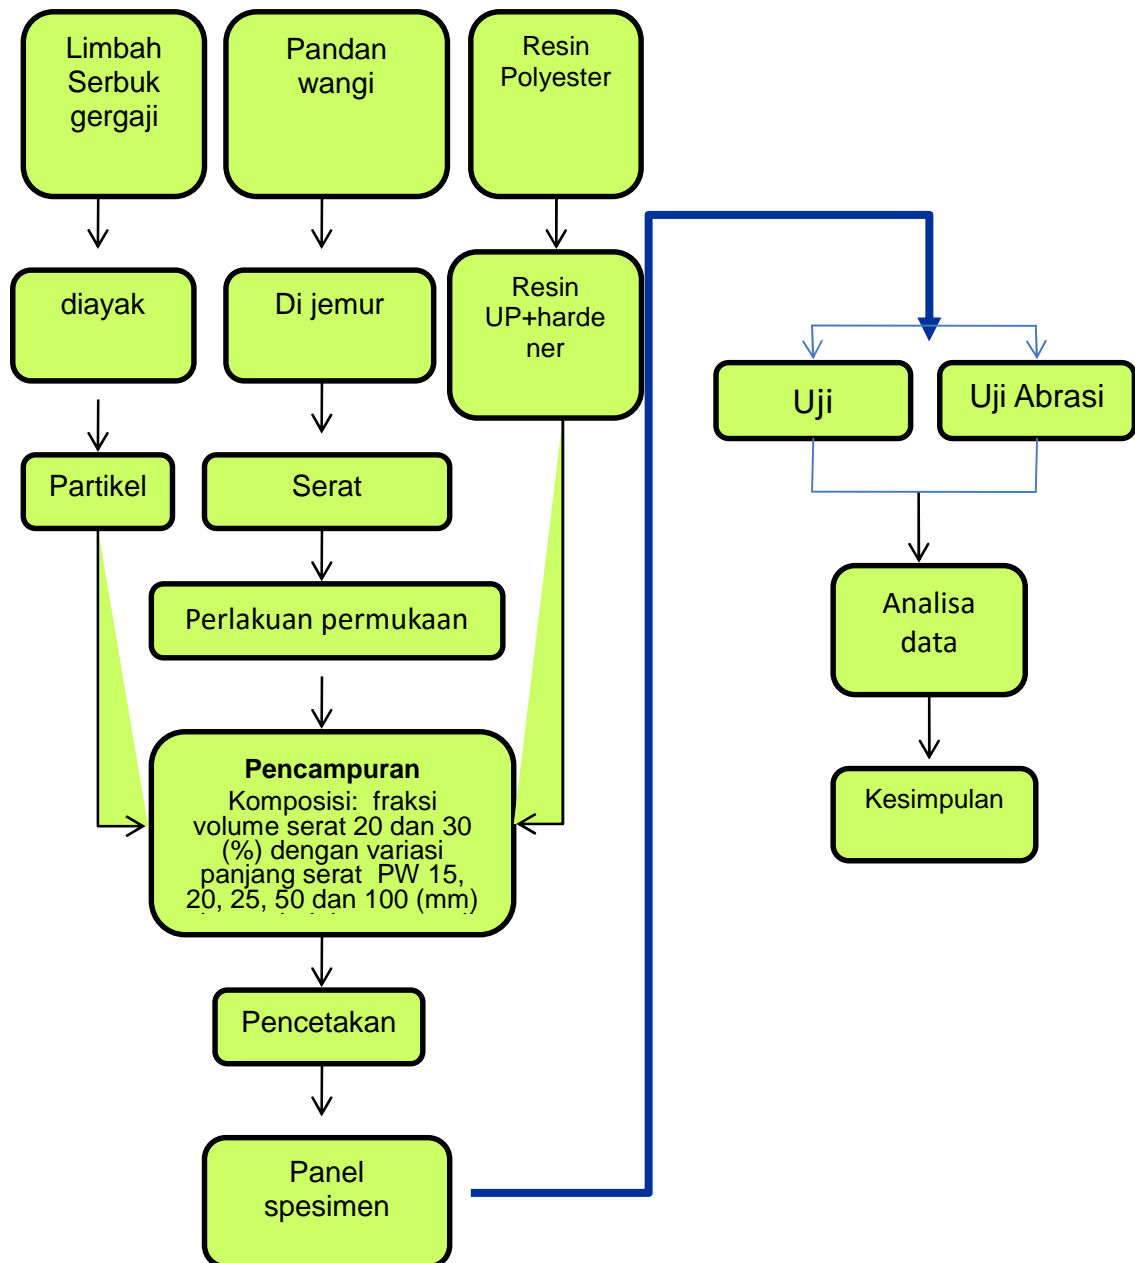 Limbah
Serbuk
gergaji
Pandan
wangi
Resin
Polyester
diayak
Di jemur
Resin
UP+harde
ner
Partikel
Serat
Perlakuan permukaan
Pencampuran
Komposisi: fraksi
volume serat 20 dan 30
(%) dengan variasi
panjang serat PW 15,
20, 25, 50 dan 100 (mm)
Pencetakan
Panel
spesimen
Uji
Uji Abrasi
Analisa
data
Kesimpulan